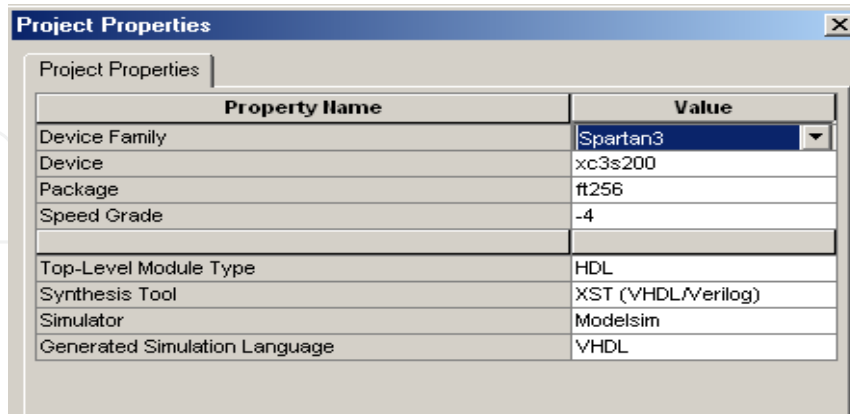 Project Properties
Project Properties
Property Name Value
Device Family Spartan3
Device xc3s200
Package ft256
Speed Grade -4
Top-Level Module Type HDL
Synthesis Tool XST (VHDL/Verilog)
Simulator Modelsim
Generated Simulation Language VHDL